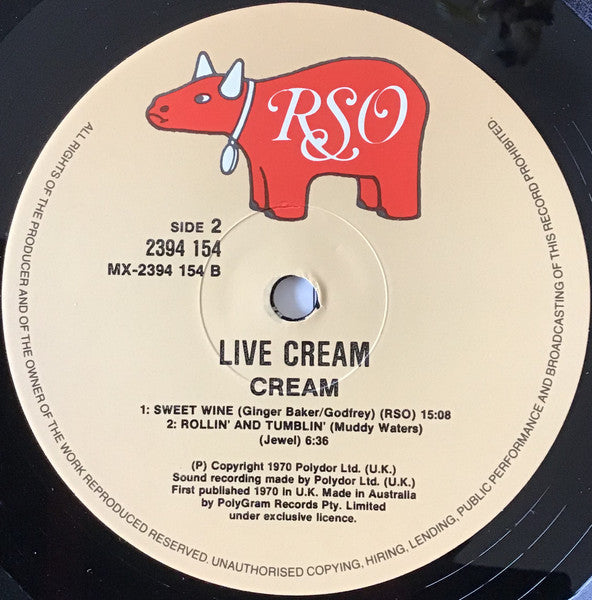 RSO
SIDE 2
2394 154
MX-2394 154 B
LIVE CREAM
CREAM
1: SWEET WINE (Ginger Baker/Godfrey) (RSO) 15:08
2: ROLLIN' AND TUMBLIN' (Muddy Waters)
(Jewel) 6:36
(P) Copyright 1970 Polydor Ltd. (U.K.)
Sound recording made by Polydor Ltd. (U.K.)
First published 1970 in U.K. Made in Australia
by PolyGram Records Pty. Limited
under exclusive licence.
ALL RIGHTS OF THE PRODUCER AND OF THE OWNER OF THE WORK REPRODUCED RESERVED. UNAUTHORISED COPYING, HIRING, LENDING, PUBLIC PERFORMANCE AND BROADCASTING OF THIS RECORD PROHIBITED.